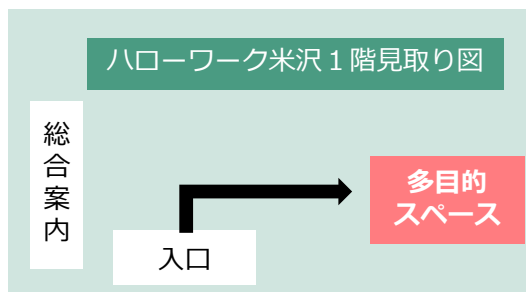 ハローワーク米沢１階見取り図
総合案内
多目的
スペース
入口